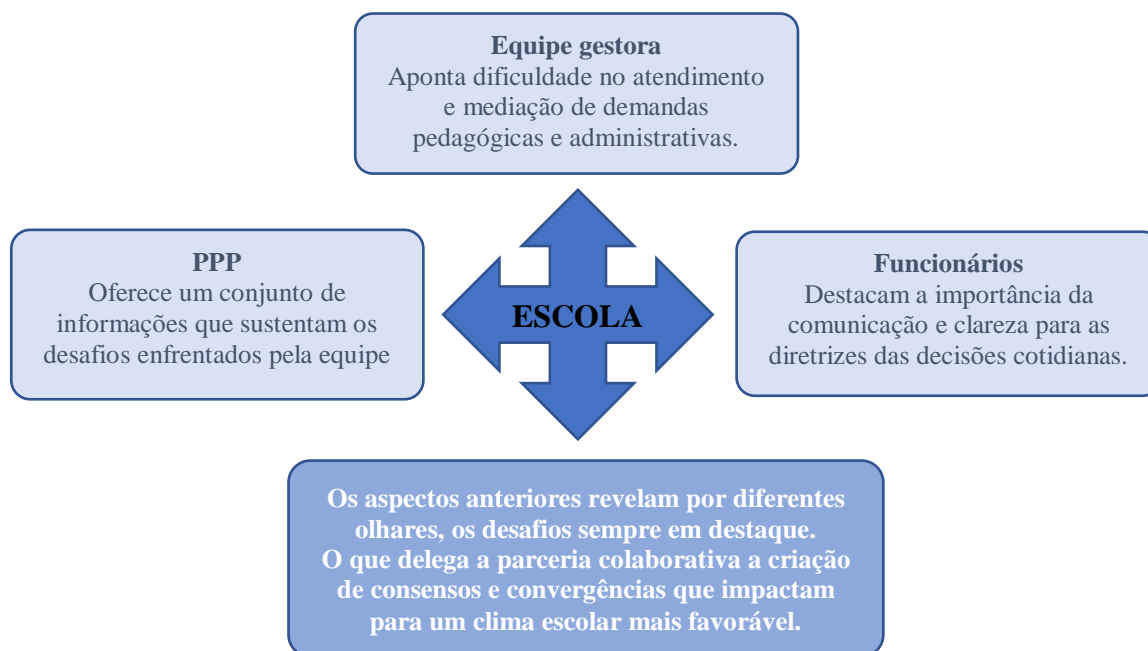 Equipe gestora
Aponta dificuldade no atendimento
e mediação de demandas
pedagógicas e administrativas.
PPP
Oferece um conjunto de
informações que sustentam os
desafios enfrentados pela equipe
ESCOLA
Funcionários
Destacam a importância da
comunicação e clareza para as
diretrizes das decisões cotidianas.
Os aspectos anteriores revelam por diferentes
olhares, os desafios sempre em destaque.
O que delega a parceria colaborativa a criação
de consensos e convergências que impactam
para um clima escolar mais favorável.